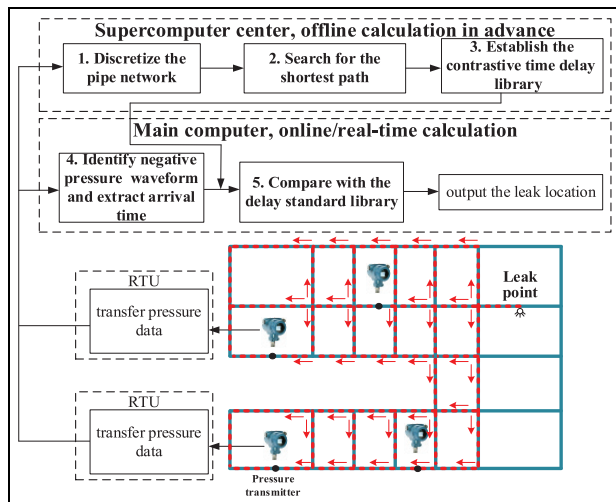 Supercomputer center, offline calculation in advance
1. Discretize the
pipe network
2. Search for the
shortest path
3. Establish the
contrastive time delay
library
Main computer, online/real-time calculation
4. Identify negative
pressure waveform
and extract arrival
time
5. Compare with the
delay standard library
output the leak location
RTU
transfer pressure
data
Leak
point
RTU
transfer pressure
data
Pressure
transmitter